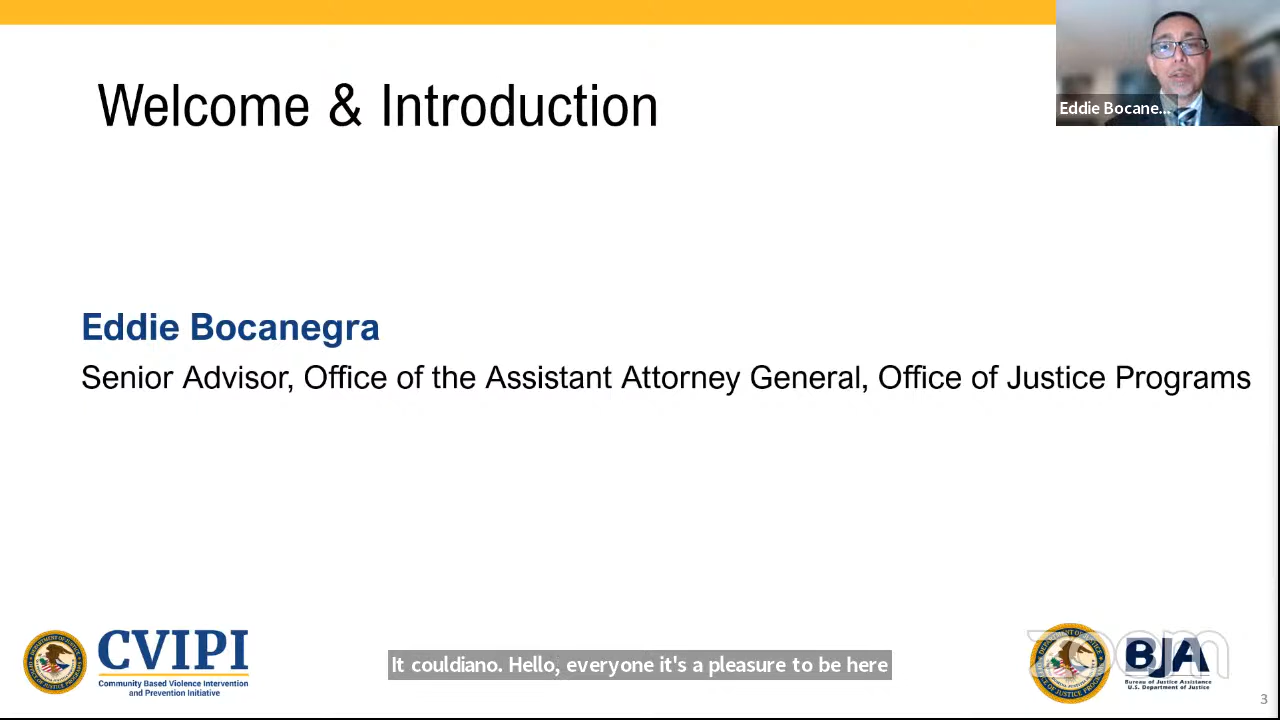 Welcome & Introduction
Eddie Bocane...
Eddie Bocanegra
Senior Advisor, Office of the Assistant Attorney General, Office of Justice Programs
CVIPI
Community Based Violence Intervention
and Prevention Initiative
It couldiano. Hello, everyone it's a pleasure to be here
zoom
BJA
Bureau of Justice Assistance
U.S. Department of Justice
3